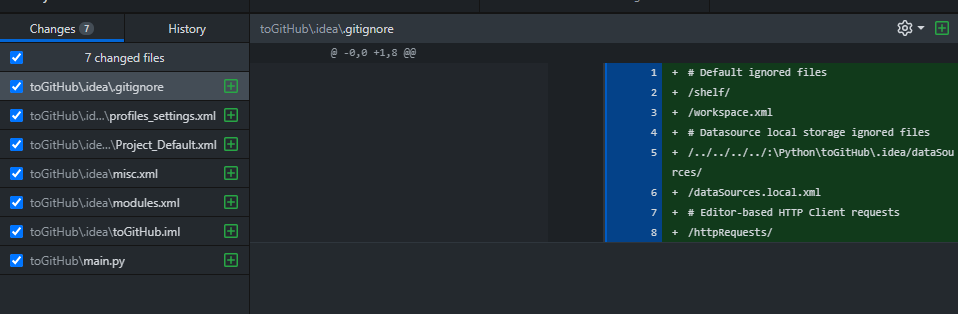 Changes 7 History
7 changed files
toGitHub\idea\.gitignore
toGitHub\id...\profiles_settings.xml
toGitHub\ide...\Project_Default.xml
toGitHub\idea\misc.xml
toGitHub\idea\modules.xml
toGitHub\.idea\toGitHub.iml
toGitHub\main.py
toGitHub\idea\.gitignore
@ -0,0 +1,8 @@
1 + # Default ignored files
2 + /shelf/
3 + /workspace.xml
4 + # Datasource local storage ignored files
5 + /../../../../:\Python\toGitHub\.idea/dataSou
rces/
6 + /dataSources.local.xml
7 + # Editor-based HTTP Client requests
8 + /httpRequests/